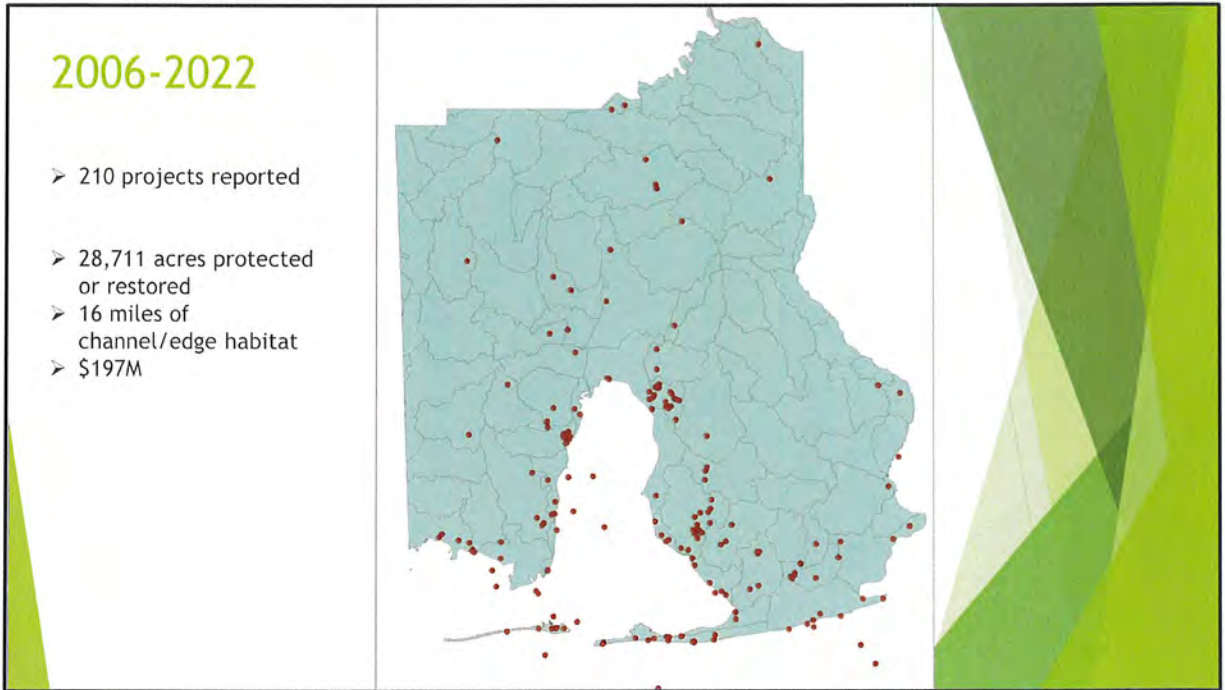 2006-2022
➤ 210 projects reported
➤ 28,711 acres protected
or restored
➤ 16 miles of
channel/edge habitat
➤ $197M